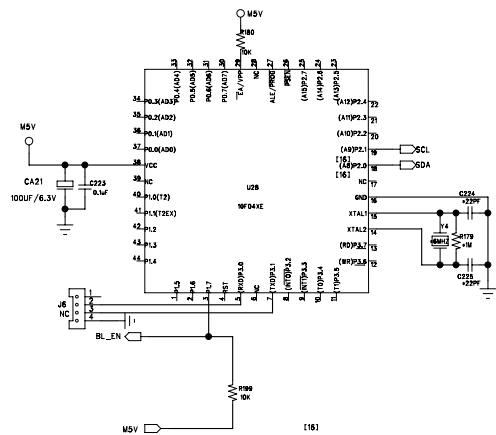 M5V
R180
10K
33 32 31 30 29 28 27 26 25 24 23
P0.4(AD4)
P0.5(AD5)
P0.6(AD6)
P0.7(AD7)
EA/VPP
NC
ALE/PROG
PSEN
(A15)P2.7
(A14)P2.6
(A13)P2.5
34 P0.3(AD3)
35 P0.2(AD2)
36 P0.1(AD1)
37 P0.0(AD0)
38 VCC
39 NC
40 P1.0(T2)
41 P1.1(T2EX)
42 P1.2
43 P1.3
44 P1.4
(A12)P2.4 22
(A11)P2.3 21
(A10)P2.2 20
(A9)P2.1 19 SCL
[16]
(A8)P2.0 18 SDA
[16]
NC 17
GND 16
XTAL1 15
XTAL2 14
(RD)P3.7 13
(WR)P3.6 12
U28
M5V
CA21
100UF/6.3V
C223
0.1uF
C224
*22PF
Y4
R179
*1M
C225
*22PF
P1.5
P1.6
P1.7
RST
(RXD)P3.0
NC
(TXD)P3.1
(INT0)P3.2
(INT1)P3.3
(T0)P3.4
(T1)P3.5
1 2 3 4 5 6 7 8 9 10 11
J6
NC
1
2
3
4
BL_EN
R199
10K
M5V
[16]